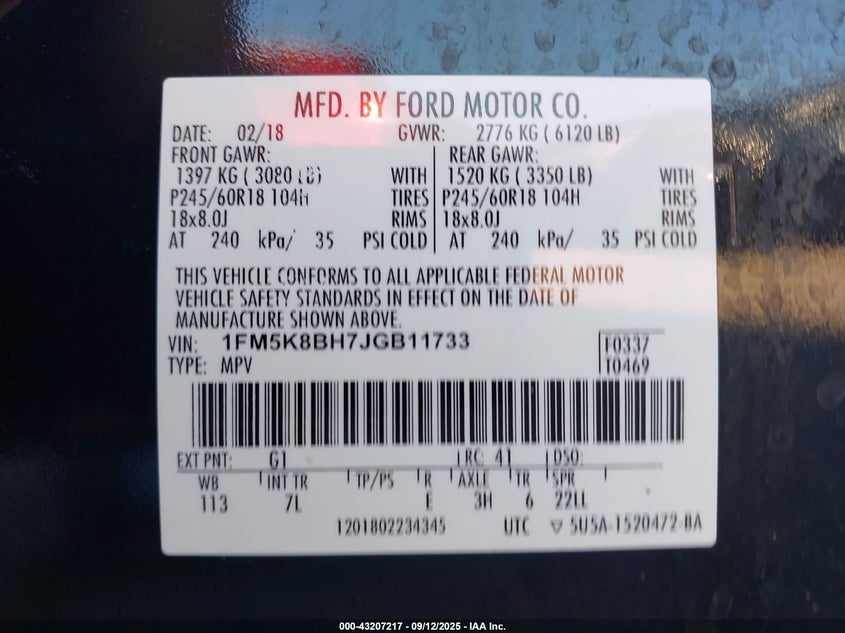 MFD. BY FORD MOTOR CO.
DATE: 02/18 GVWR: 2776 KG ( 6120 LB)
FRONT GAWR: REAR GAWR:
1397 KG ( 3080 LB) WITH 1520 KG ( 3350 LB) WITH
P245/60R18 104H TIRES P245/60R18 104H TIRES
18x8.0J RIMS 18x8.0J RIMS
AT 240 kPa/ 35 PSI COLD AT 240 kPa/ 35 PSI COLD
THIS VEHICLE CONFORMS TO ALL APPLICABLE FEDERAL MOTOR
VEHICLE SAFETY STANDARDS IN EFFECT ON THE DATE OF
MANUFACTURE SHOWN ABOVE.
VIN: 1FM5K8BH7JGB11733 F0337
TYPE: MPV T0469
EXT PNT: G1 RC: 41 DSO:
WB INT TR TP/PS R AXLE TR SPR
113 7L E 3H 6 22LL
1201802234345 UTC ▽ 5U5A-1520472-BA
000-43207217 - 09/12/2025 - IAA Inc.